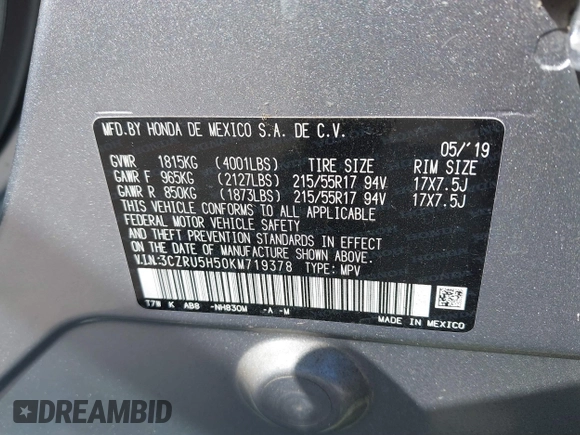 MFD.BY HONDA DE MEXICO S.A. DE C.V.
05/'19
GVWR 1815KG (4001LBS) TIRE SIZE RIM SIZE
GAWR F 965KG (2127LBS) 215/55R17 94V 17X7.5J
GAWR R 850KG (1873LBS) 215/55R17 94V 17X7.5J
THIS VEHICLE CONFORMS TO ALL APPLICABLE
FEDERAL MOTOR VEHICLE SAFETY
AND THEFT PREVENTION STANDARDS IN EFFECT
ON THE DATE OF MANUFACTURE SHOWN ABOVE.
V.I.N:3CZRU5H50KM719378 TYPE: MPV
T7W K AB8 -NH830M -A -M
MADE IN MEXICO
DREAMBID